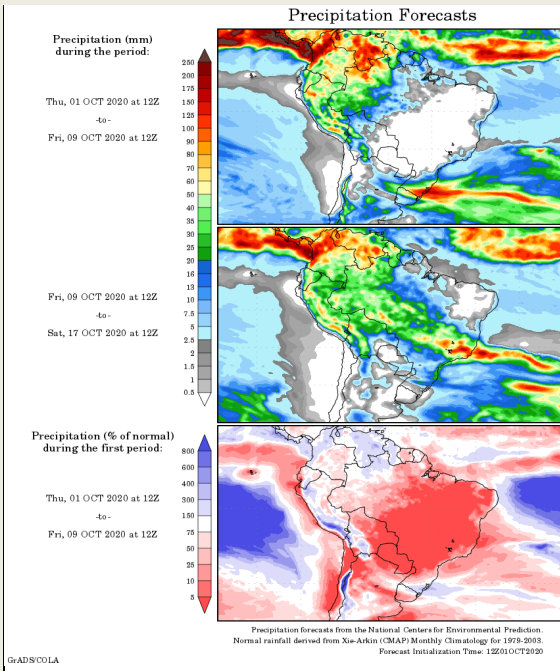 Precipitation Forecasts
Precipitation (mm)
during the period:
Thu, 01 OCT 2020 at 12Z
-to-
Fri, 09 OCT 2020 at 12Z
250
200
175
150
125
100
90
80
70
60
50
40
35
30
25
20
16
13
10
7.5
5
2.5
2
1.5
1
0.5
Fri, 09 OCT 2020 at 12Z
-to-
Sat, 17 OCT 2020 at 12Z
Precipitation (% of normal)
during the first period:
Thu, 01 OCT 2020 at 12Z
-to-
Fri, 09 OCT 2020 at 12Z
800
600
400
300
150
75
50
25
10
5
Precipitation forecasts from the National Centers for Environmental Prediction.
Normal rainfall derived from Xie-Arkin (CMAP) Monthly Climatology for 1979-2003.
Forecast Initialization Time: 12Z01OCT2020
GrADS/COLA